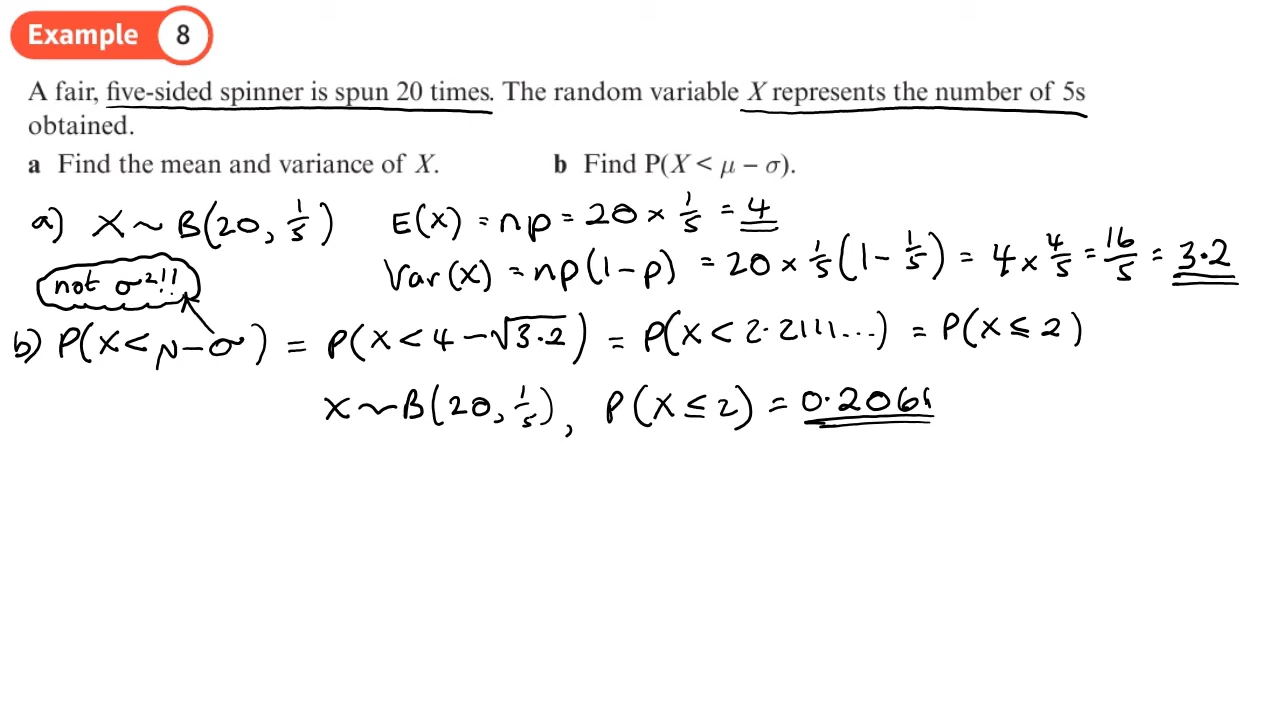 Example 8
A fair, five-sided spinner is spun 20 times. The random variable X represents the number of 5s
obtained.
a Find the mean and variance of X. b Find P(X < μ − σ).
a) X ~ B(20, 1/5) E(X) = np = 20 × 1/5 = 4
Var(X) = np(1-p) = 20 × 1/5 (1 - 1/5) = 4 × 4/5 = 16/5 = 3.2
not σ²!!
b) P(X < μ - σ) = P(X < 4 - √3.2) = P(X < 2.2111...) = P(X ≤ 2)
X ~ B(20, 1/5), P(X ≤ 2) = 0.206